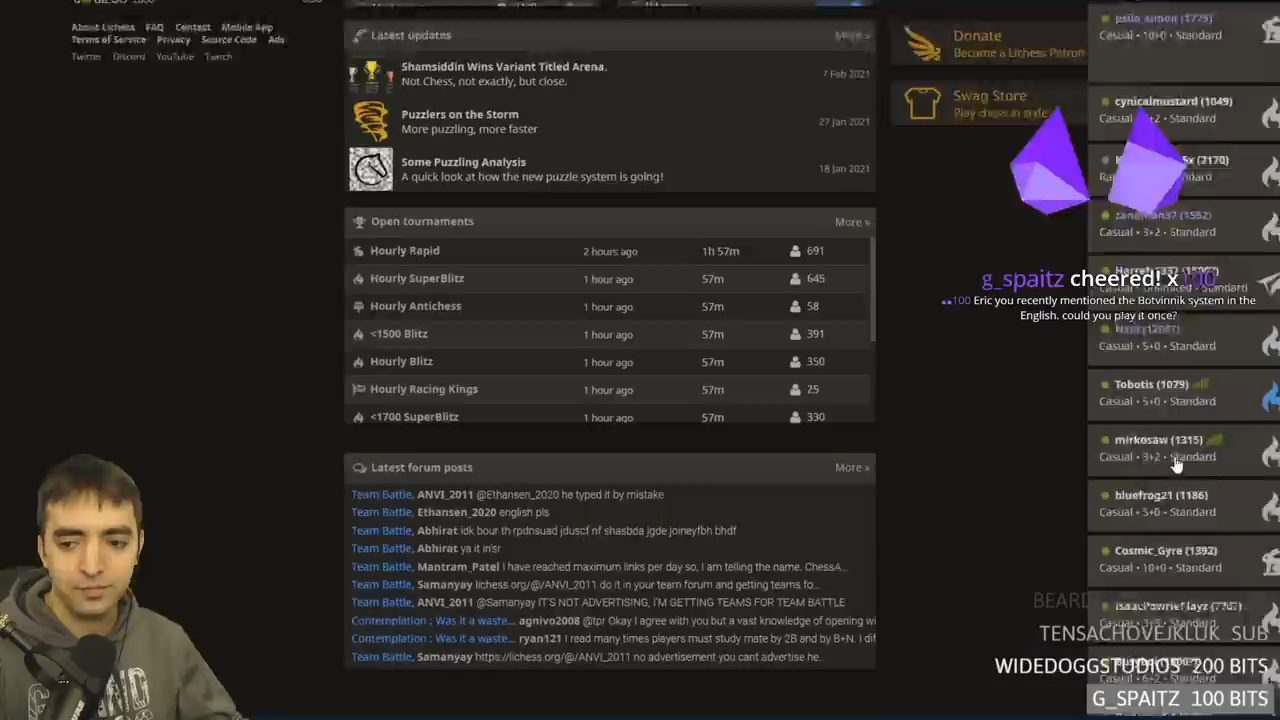 About Lichess FAQ Contact Mobile App
Terms of Service Privacy Source Code Ads
Twitter Discord YouTube Twitch
Latest updates More »
Shamsiddin Wins Variant Titled Arena.
Not Chess, not exactly, but close.
7 Feb 2021
Puzzlers on the Storm
More puzzling, more faster
27 Jan 2021
Some Puzzling Analysis
A quick look at how the new puzzle system is going!
18 Jan 2021
Open tournaments More »
Hourly Rapid 2 hours ago 1h 57m 691
Hourly SuperBlitz 1 hour ago 57m 645
Hourly Antichess 1 hour ago 57m 58
<1500 Blitz 1 hour ago 57m 391
Hourly Blitz 1 hour ago 57m 350
Hourly Racing Kings 1 hour ago 57m 25
<1700 SuperBlitz 1 hour ago 57m 330
Latest forum posts More »
Team Battle, ANVI_2011 @Ethansen_2020 he typed it by mistake
Team Battle, Ethansen_2020 english pls
Team Battle, Abhirat idk bour th rpdnsuad jduscf nf shasbda jgde joineyfbh bhdf
Team Battle, Abhirat ya it in'sr
Team Battle, Mantram_Patel I have reached maximum links per day so, I am telling the name. ChessA...
Team Battle, Samanyay lichess.org/@/ANVI_2011 do it in your team forum and getting teams fo...
Team Battle, ANVI_2011 @Samanyay IT'S NOT ADVERTISING, I'M GETTING TEAMS FOR TEAM BATTLE
Contemplation : Was it a waste... agnivo2008 @tpr Okay I agree with you but a vast knowledge of opening wi
Contemplation : Was it a waste... ryan121 I read many times players must study mate by 2B and by B+N. I dif
Team Battle, Samanyay https://lichess.org/@/ANVI_2011 no advertisement you cant advertise he...
Donate
Become a Lichess Patron
Swag Store
Play chess in style
Casual • 10+0 • Standard
cynicalmustard (1049)
Casual
+2 • Standard
(2170)
Casual • 3+2 • Standard
g_spaitz cheered! x100
100 Eric you recently mentioned the Botvinnik system in the
English. could you play it once?
Casual • 5+0 • Standard
Tobotis (1079)
Casual • 5+0 • Standard
mirkosaw (1315)
Casual • 3+2 • Standard
bluefrog21 (1186)
Casual • 5+0 • Standard
Cosmic_Gyre (1392)
Casual • 10+0 • Standard
BEARD
TENSACHOVEJKLUK SUB
WIDEDOGGSTUDIOS 200 BITS
G_SPAITZ 100 BITS